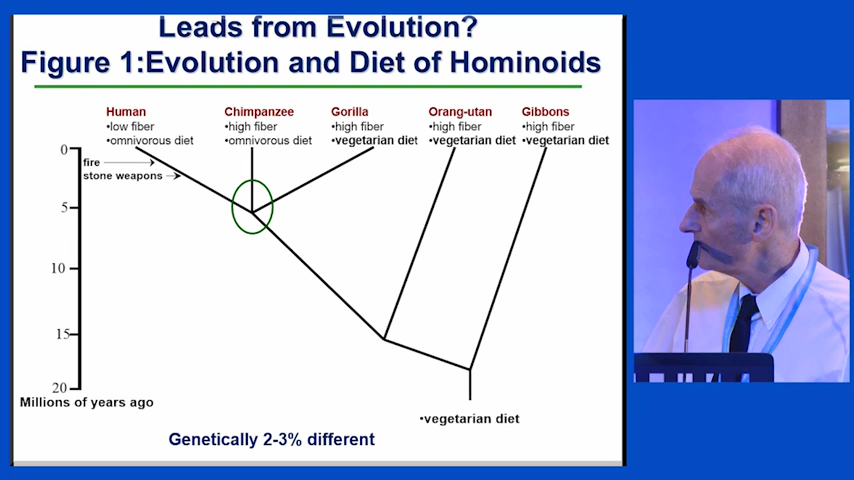 Leads from Evolution?
Figure 1:Evolution and Diet of Hominoids
Human
•low fiber
•omnivorous diet
Chimpanzee
•high fiber
•omnivorous diet
Gorilla
•high fiber
•vegetarian diet
Orang-utan
•high fiber
•vegetarian diet
Gibbons
•high fiber
•vegetarian diet
0
fire
stone weapons
5
10
15
20
Millions of years ago
•vegetarian diet
Genetically 2-3% different